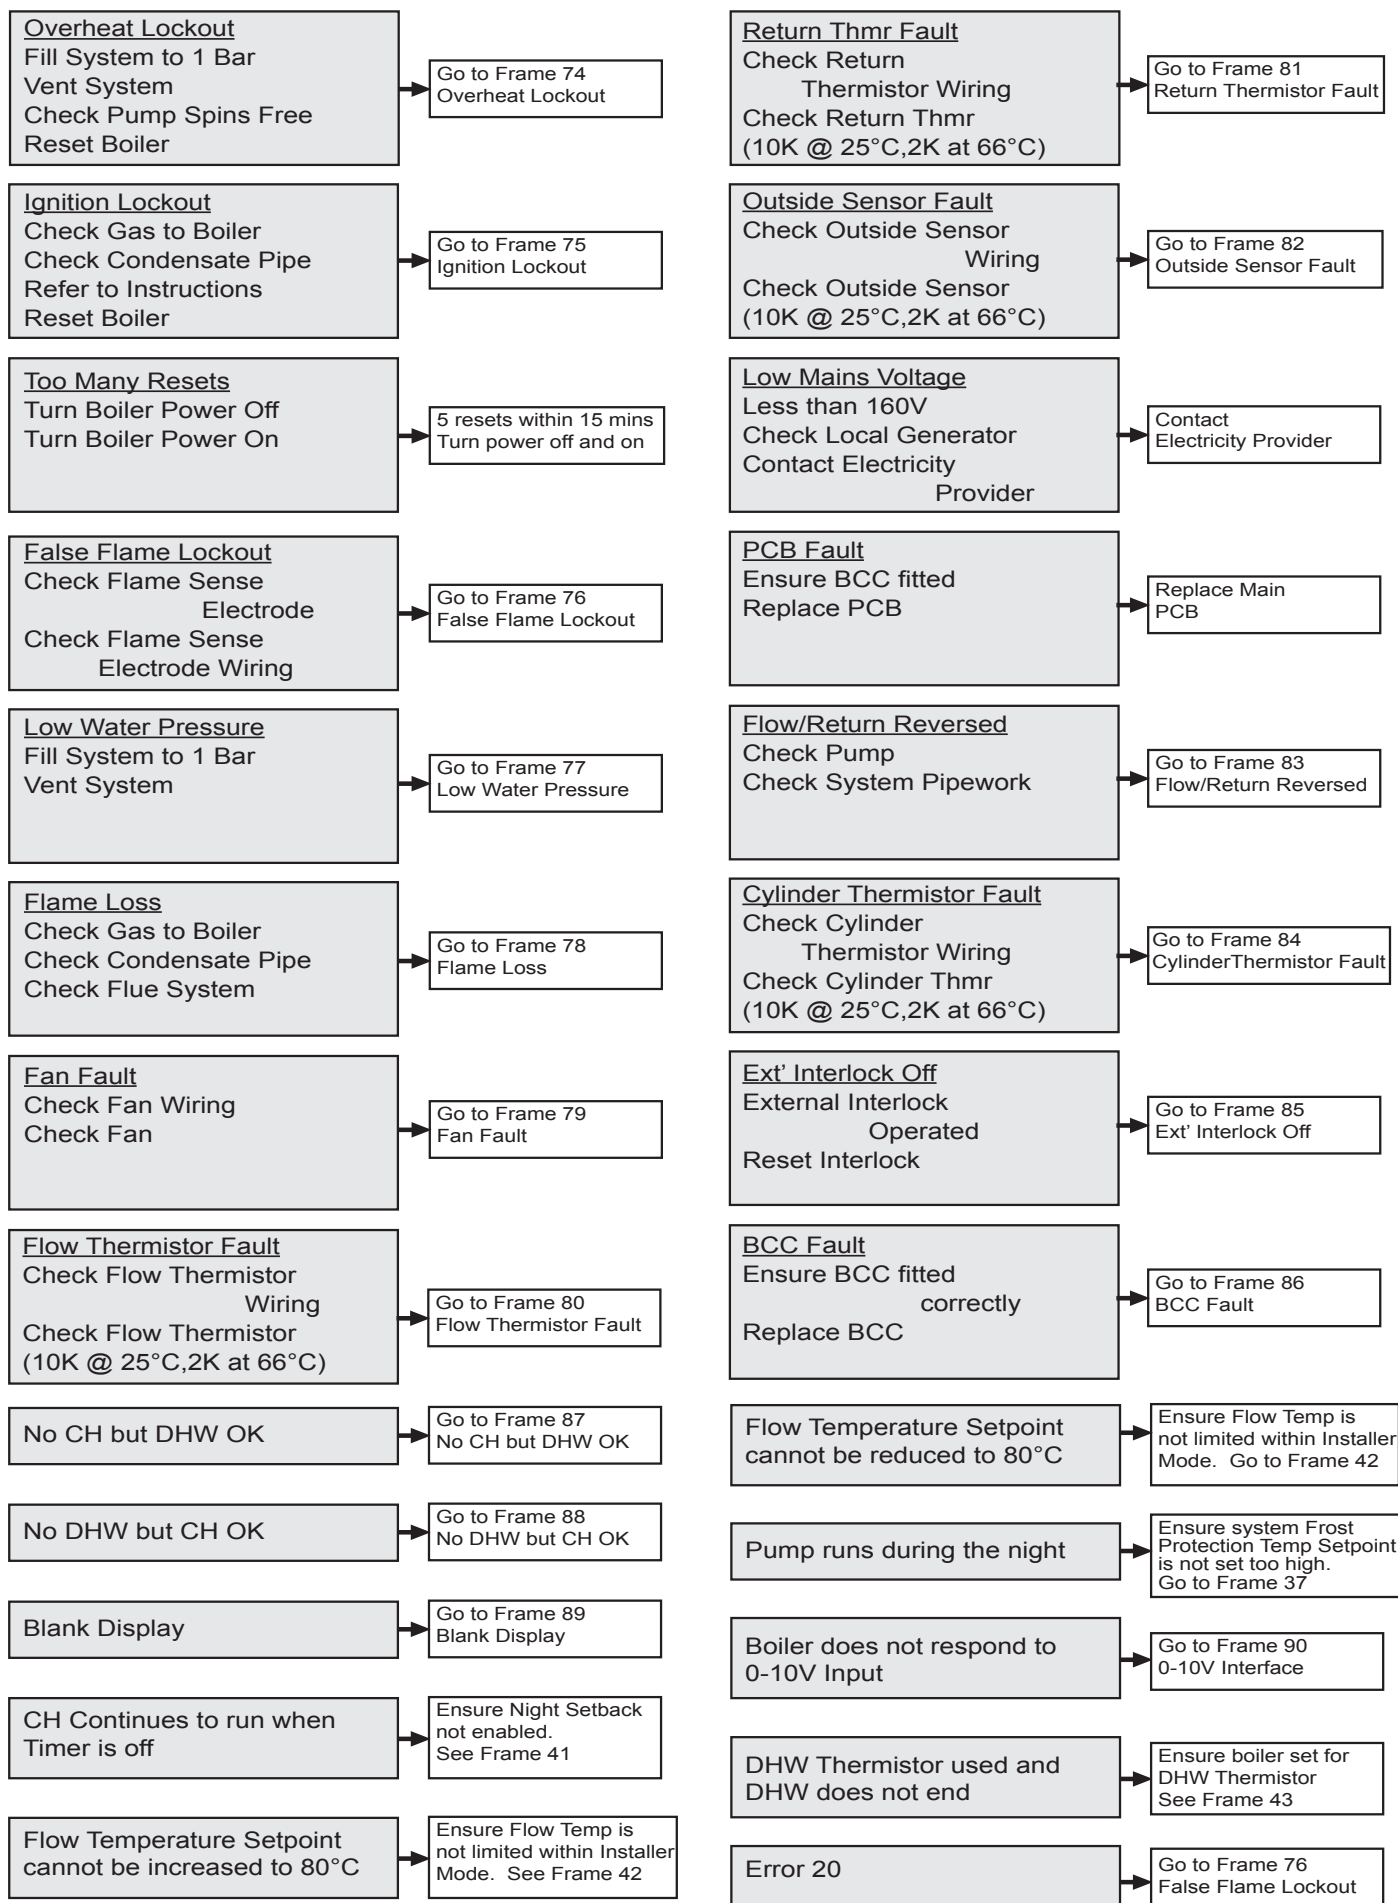 Overheat Lockout
Fill System to 1 Bar
Vent System
Check Pump Spins Free
Reset Boiler
Go to Frame 74
Overheat Lockout
Ignition Lockout
Check Gas to Boiler
Check Condensate Pipe
Refer to Instructions
Reset Boiler
Go to Frame 75
Ignition Lockout
Too Many Resets
Turn Boiler Power Off
Turn Boiler Power On
5 resets within 15 mins
Turn power off and on
False Flame Lockout
Check Flame Sense
Electrode
Check Flame Sense
Electrode Wiring
Go to Frame 76
False Flame Lockout
Low Water Pressure
Fill System to 1 Bar
Vent System
Go to Frame 77
Low Water Pressure
Flame Loss
Check Gas to Boiler
Check Condensate Pipe
Check Flue System
Go to Frame 78
Flame Loss
Fan Fault
Check Fan Wiring
Check Fan
Go to Frame 79
Fan Fault
Flow Thermistor Fault
Check Flow Thermistor
Wiring
Check Flow Thermistor
(10K @ 25°C,2K at 66°C)
Go to Frame 80
Flow Thermistor Fault
No CH but DHW OK
Go to Frame 87
No CH but DHW OK
No DHW but CH OK
Go to Frame 88
No DHW but CH OK
Blank Display
Go to Frame 89
Blank Display
CH Continues to run when
Timer is off
Ensure Night Setback
not enabled.
See Frame 41
Flow Temperature Setpoint
cannot be increased to 80°C
Ensure Flow Temp is
not limited within Installer
Mode.  See Frame 42
Return Thmr Fault
Check Return
Thermistor Wiring
Check Return Thmr
(10K @ 25°C,2K at 66°C)
Go to Frame 81
Return Thermistor Fault
Outside Sensor Fault
Check Outside Sensor
Wiring
Check Outside Sensor
(10K @ 25°C,2K at 66°C)
Go to Frame 82
Outside Sensor Fault
Low Mains Voltage
Less than 160V
Check Local Generator
Contact Electricity
Provider
Contact
Electricity Provider
PCB Fault
Ensure BCC fitted
Replace PCB
Replace Main
PCB
Flow/Return Reversed
Check Pump
Check System Pipework
Go to Frame 83
Flow/Return Reversed
Cylinder Thermistor Fault
Check Cylinder
Thermistor Wiring
Check Cylinder Thmr
(10K @ 25°C,2K at 66°C)
Go to Frame 84
CylinderThermistor Fault
Ext' Interlock Off
External Interlock
Operated
Reset Interlock
Go to Frame 85
Ext' Interlock Off
BCC Fault
Ensure BCC fitted
correctly
Replace BCC
Go to Frame 86
BCC Fault
Flow Temperature Setpoint
cannot be reduced to 80°C
Ensure Flow Temp is
not limited within Installer
Mode.  Go to Frame 42
Pump runs during the night
Ensure system Frost
Protection Temp Setpoint
is not set too high.
Go to Frame 37
Boiler does not respond to
0-10V Input
Go to Frame 90
0-10V Interface
DHW Thermistor used and
DHW does not end
Ensure boiler set for
DHW Thermistor
See Frame 43
Error 20
Go to Frame 76
False Flame Lockout